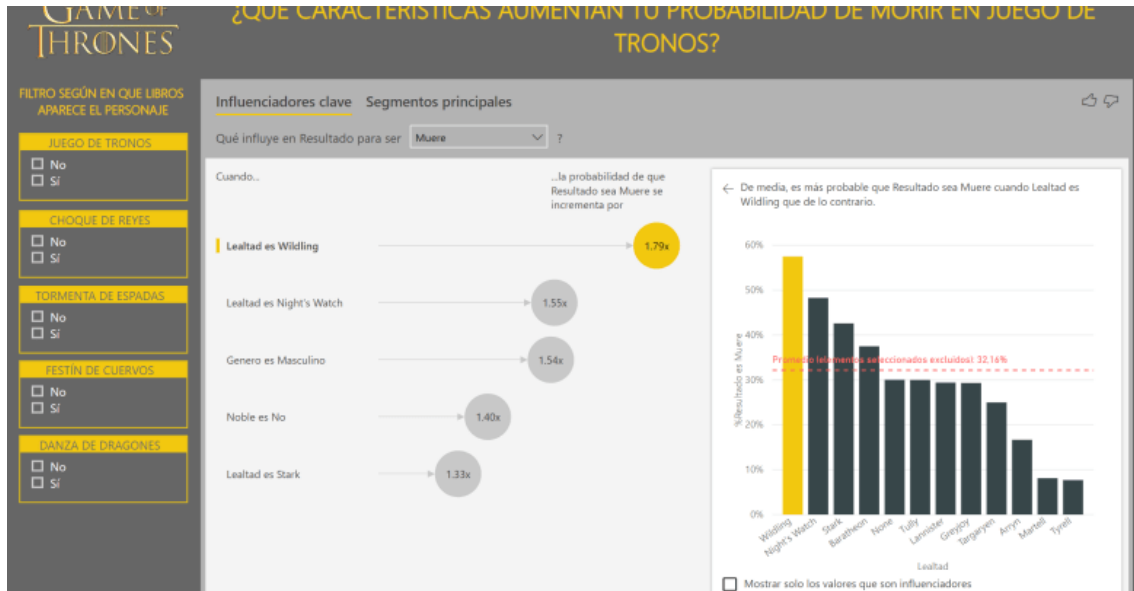 GAME OF
THRONES
¿QUÉ CARACTERÍSTICAS AUMENTAN TU PROBABILIDAD DE MORIR EN JUEGO DE
TRONOS?
FILTRO SEGÚN EN QUE LIBROS
APARECE EL PERSONAJE
JUEGO DE TRONOS
No
Sí
CHOQUE DE REYES
No
Sí
TORMENTA DE ESPADAS
No
Sí
FESTÍN DE CUERVOS
No
Sí
DANZA DE DRAGONES
No
Sí
Influenciadores clave Segmentos principales
Qué influye en Resultado para ser Muere ?
Cuando...
...la probabilidad de que
Resultado sea Muere se
incrementa por
Lealtad es Wildling 1.79x
Lealtad es Night's Watch 1.55x
Genero es Masculino 1.54x
Noble es No 1.40x
Lealtad es Stark 1.33x
De media, es más probable que Resultado sea Muere cuando Lealtad es
Wildling que de lo contrario.
%Resultado es Muere
60%
50%
40%
Promedio (elementos seleccionados excluidos): 32.16%
30%
20%
10%
0%
Wildling
Night's Watch
Stark
Baratheon
None
Tully
Lannister
Greyjoy
Targaryen
Arryn
Martell
Tyrell
Lealtad
Mostrar solo los valores que son influenciadores